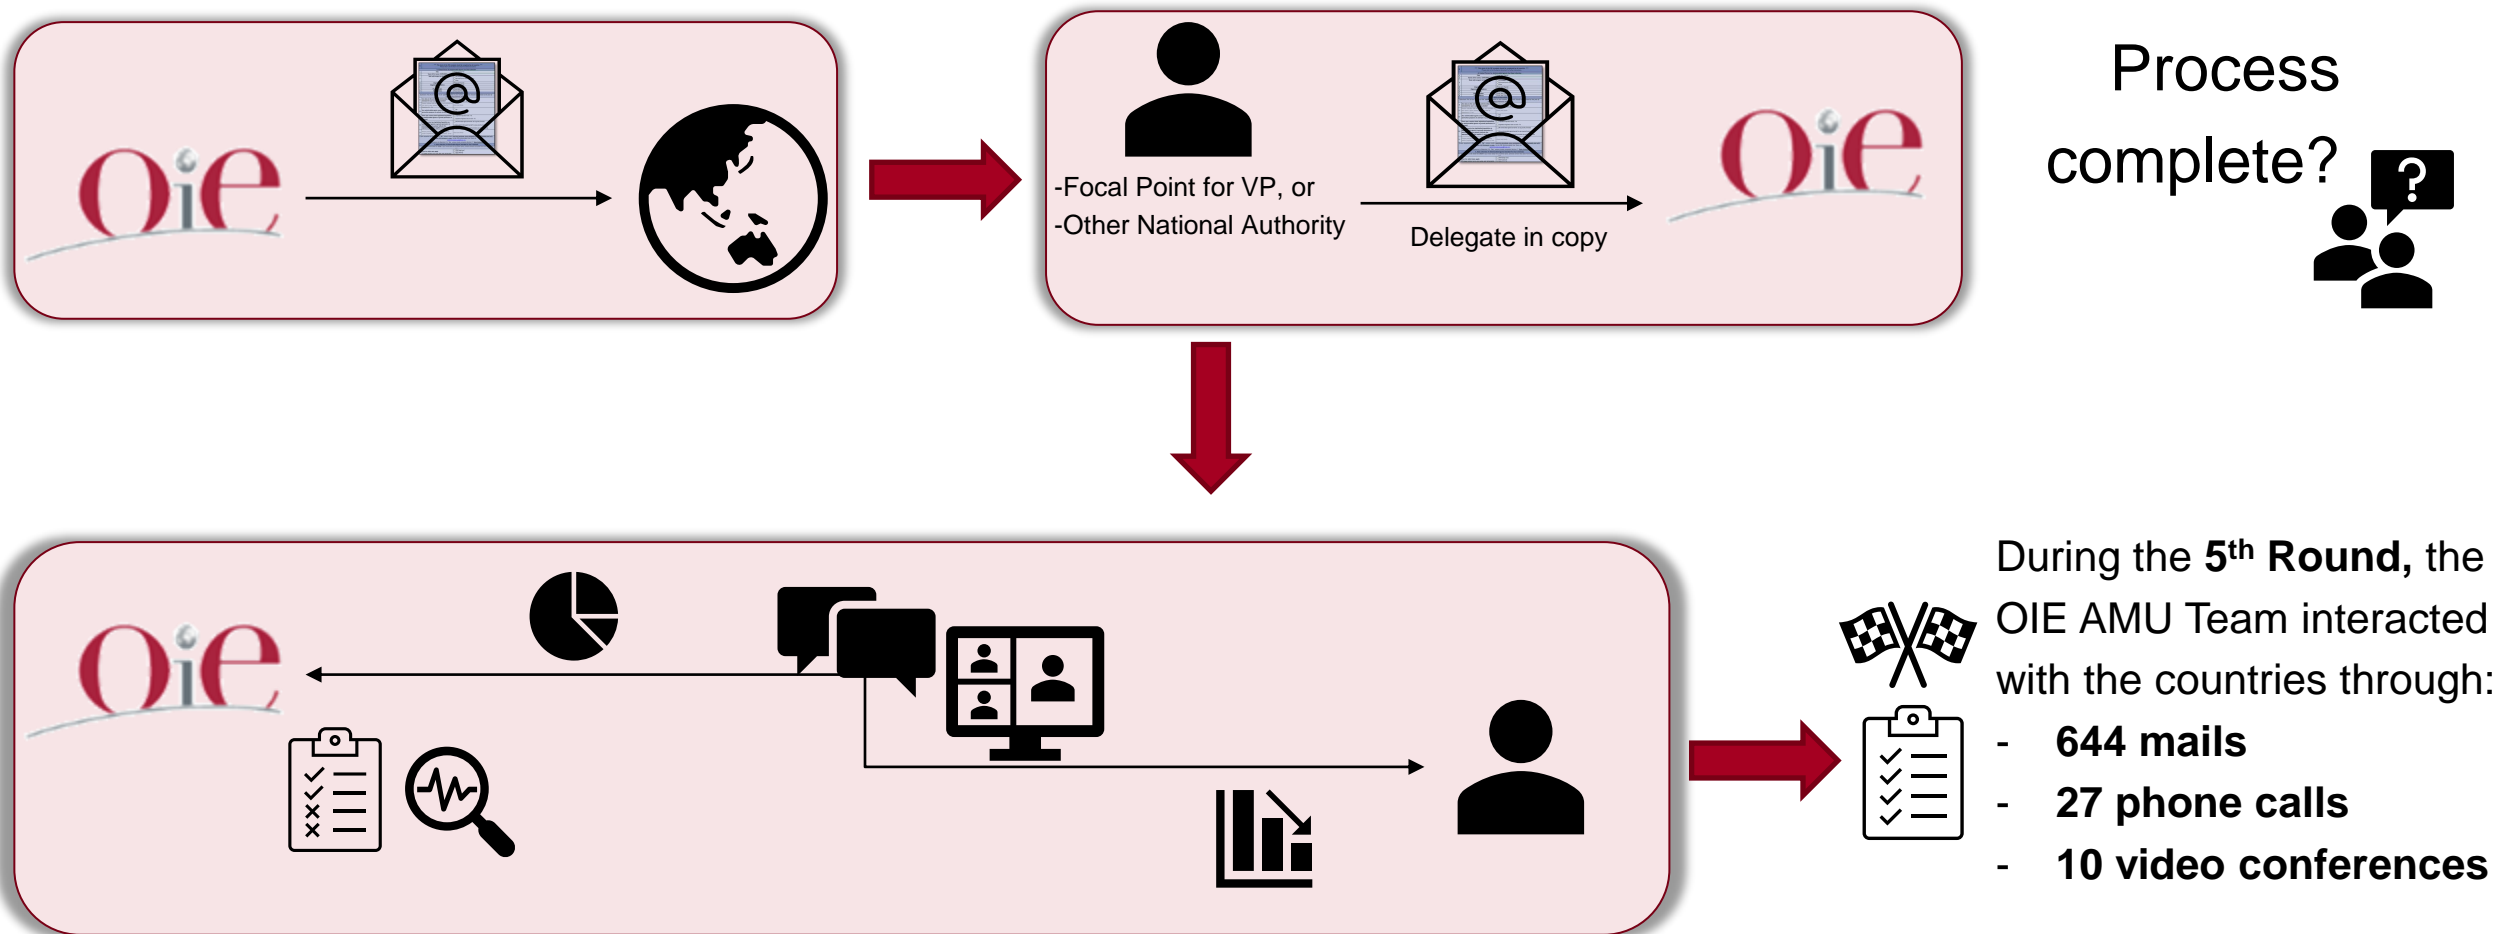 oie
@
-Focal Point for VP, or
-Other National Authority
@
Delegate in copy
oie
Process
complete?
?
oie
During the 5th Round, the
OIE AMU Team interacted
with the countries through:
- 644 mails
- 27 phone calls
- 10 video conferences